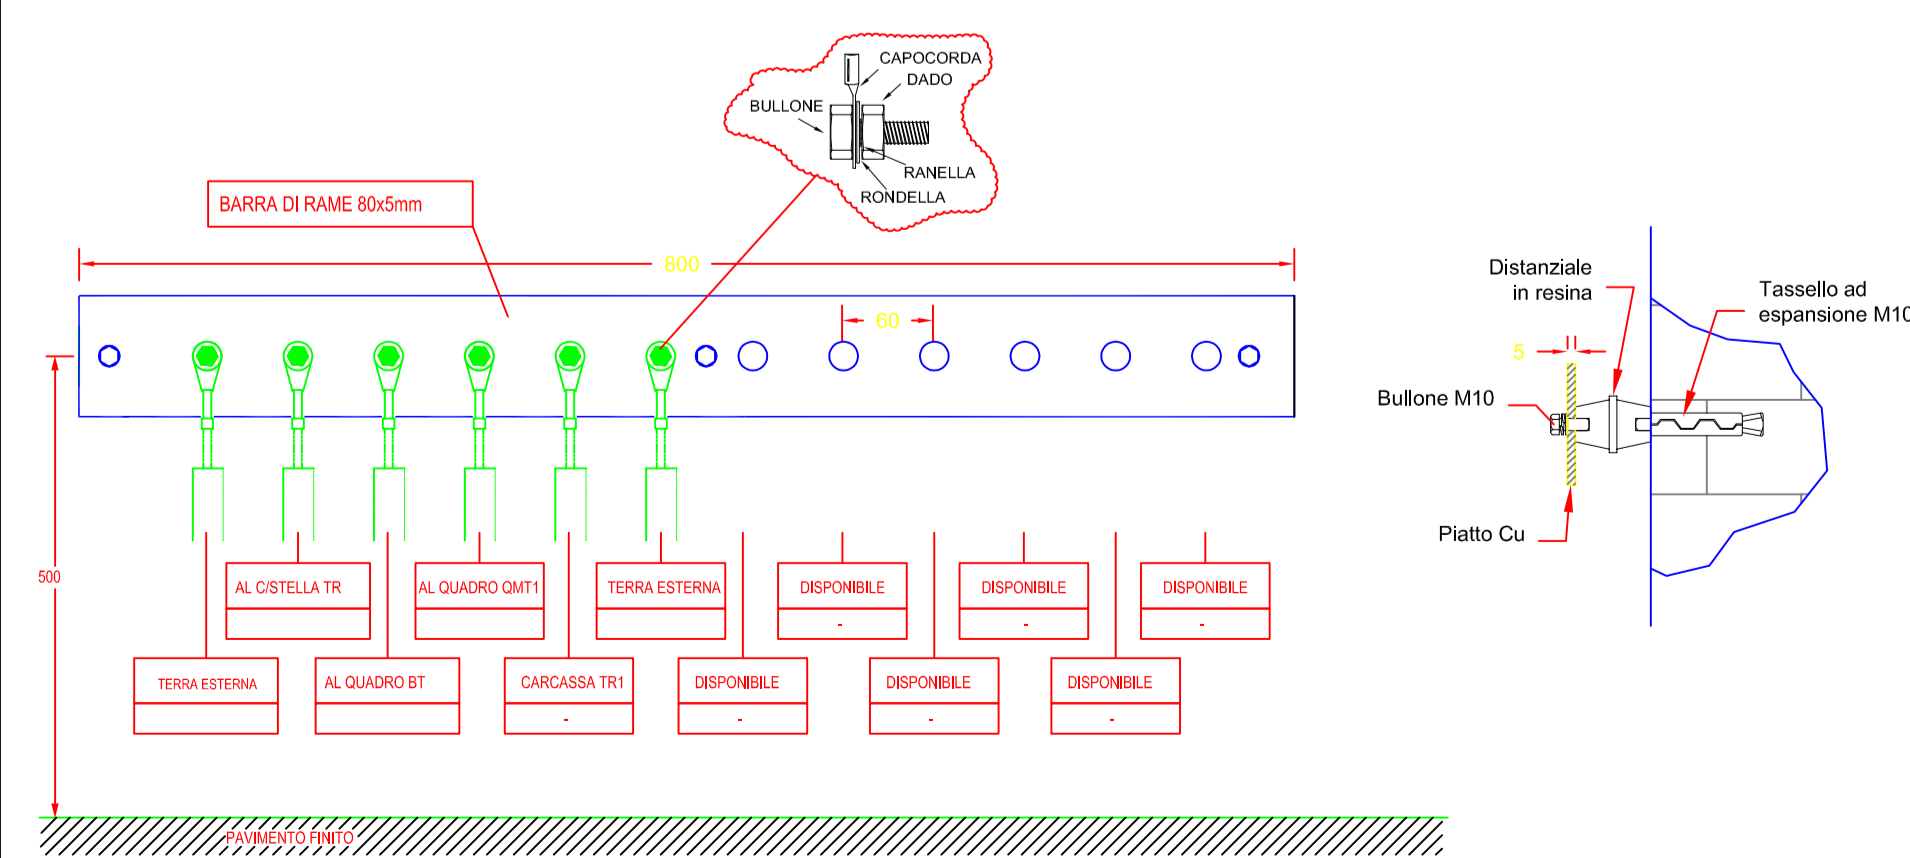 CAPOCORDA
DADO
BULLONE
RANELLA
RONDELLA
BARRA DI RAME 80x5mm
800
60
500
AL C/STELLA TR
AL QUADRO QMT1
TERRA ESTERNA
DISPONIBILE
-
DISPONIBILE
-
DISPONIBILE
-
TERRA ESTERNA
AL QUADRO BT
CARCASSA TR1
-
DISPONIBILE
-
DISPONIBILE
-
DISPONIBILE
-
PAVIMENTO FINITO
Distanziale
in resina
Tassello ad
espansione M10
5
Bullone M10
Piatto Cu